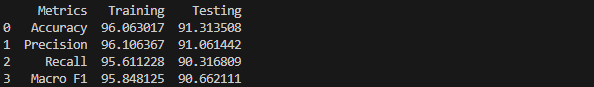 Metrics Training Testing
0 Accuracy 96.063017 91.313508
1 Precision 96.106367 91.061442
2 Recall 95.611228 90.316809
3 Macro F1 95.848125 90.662111